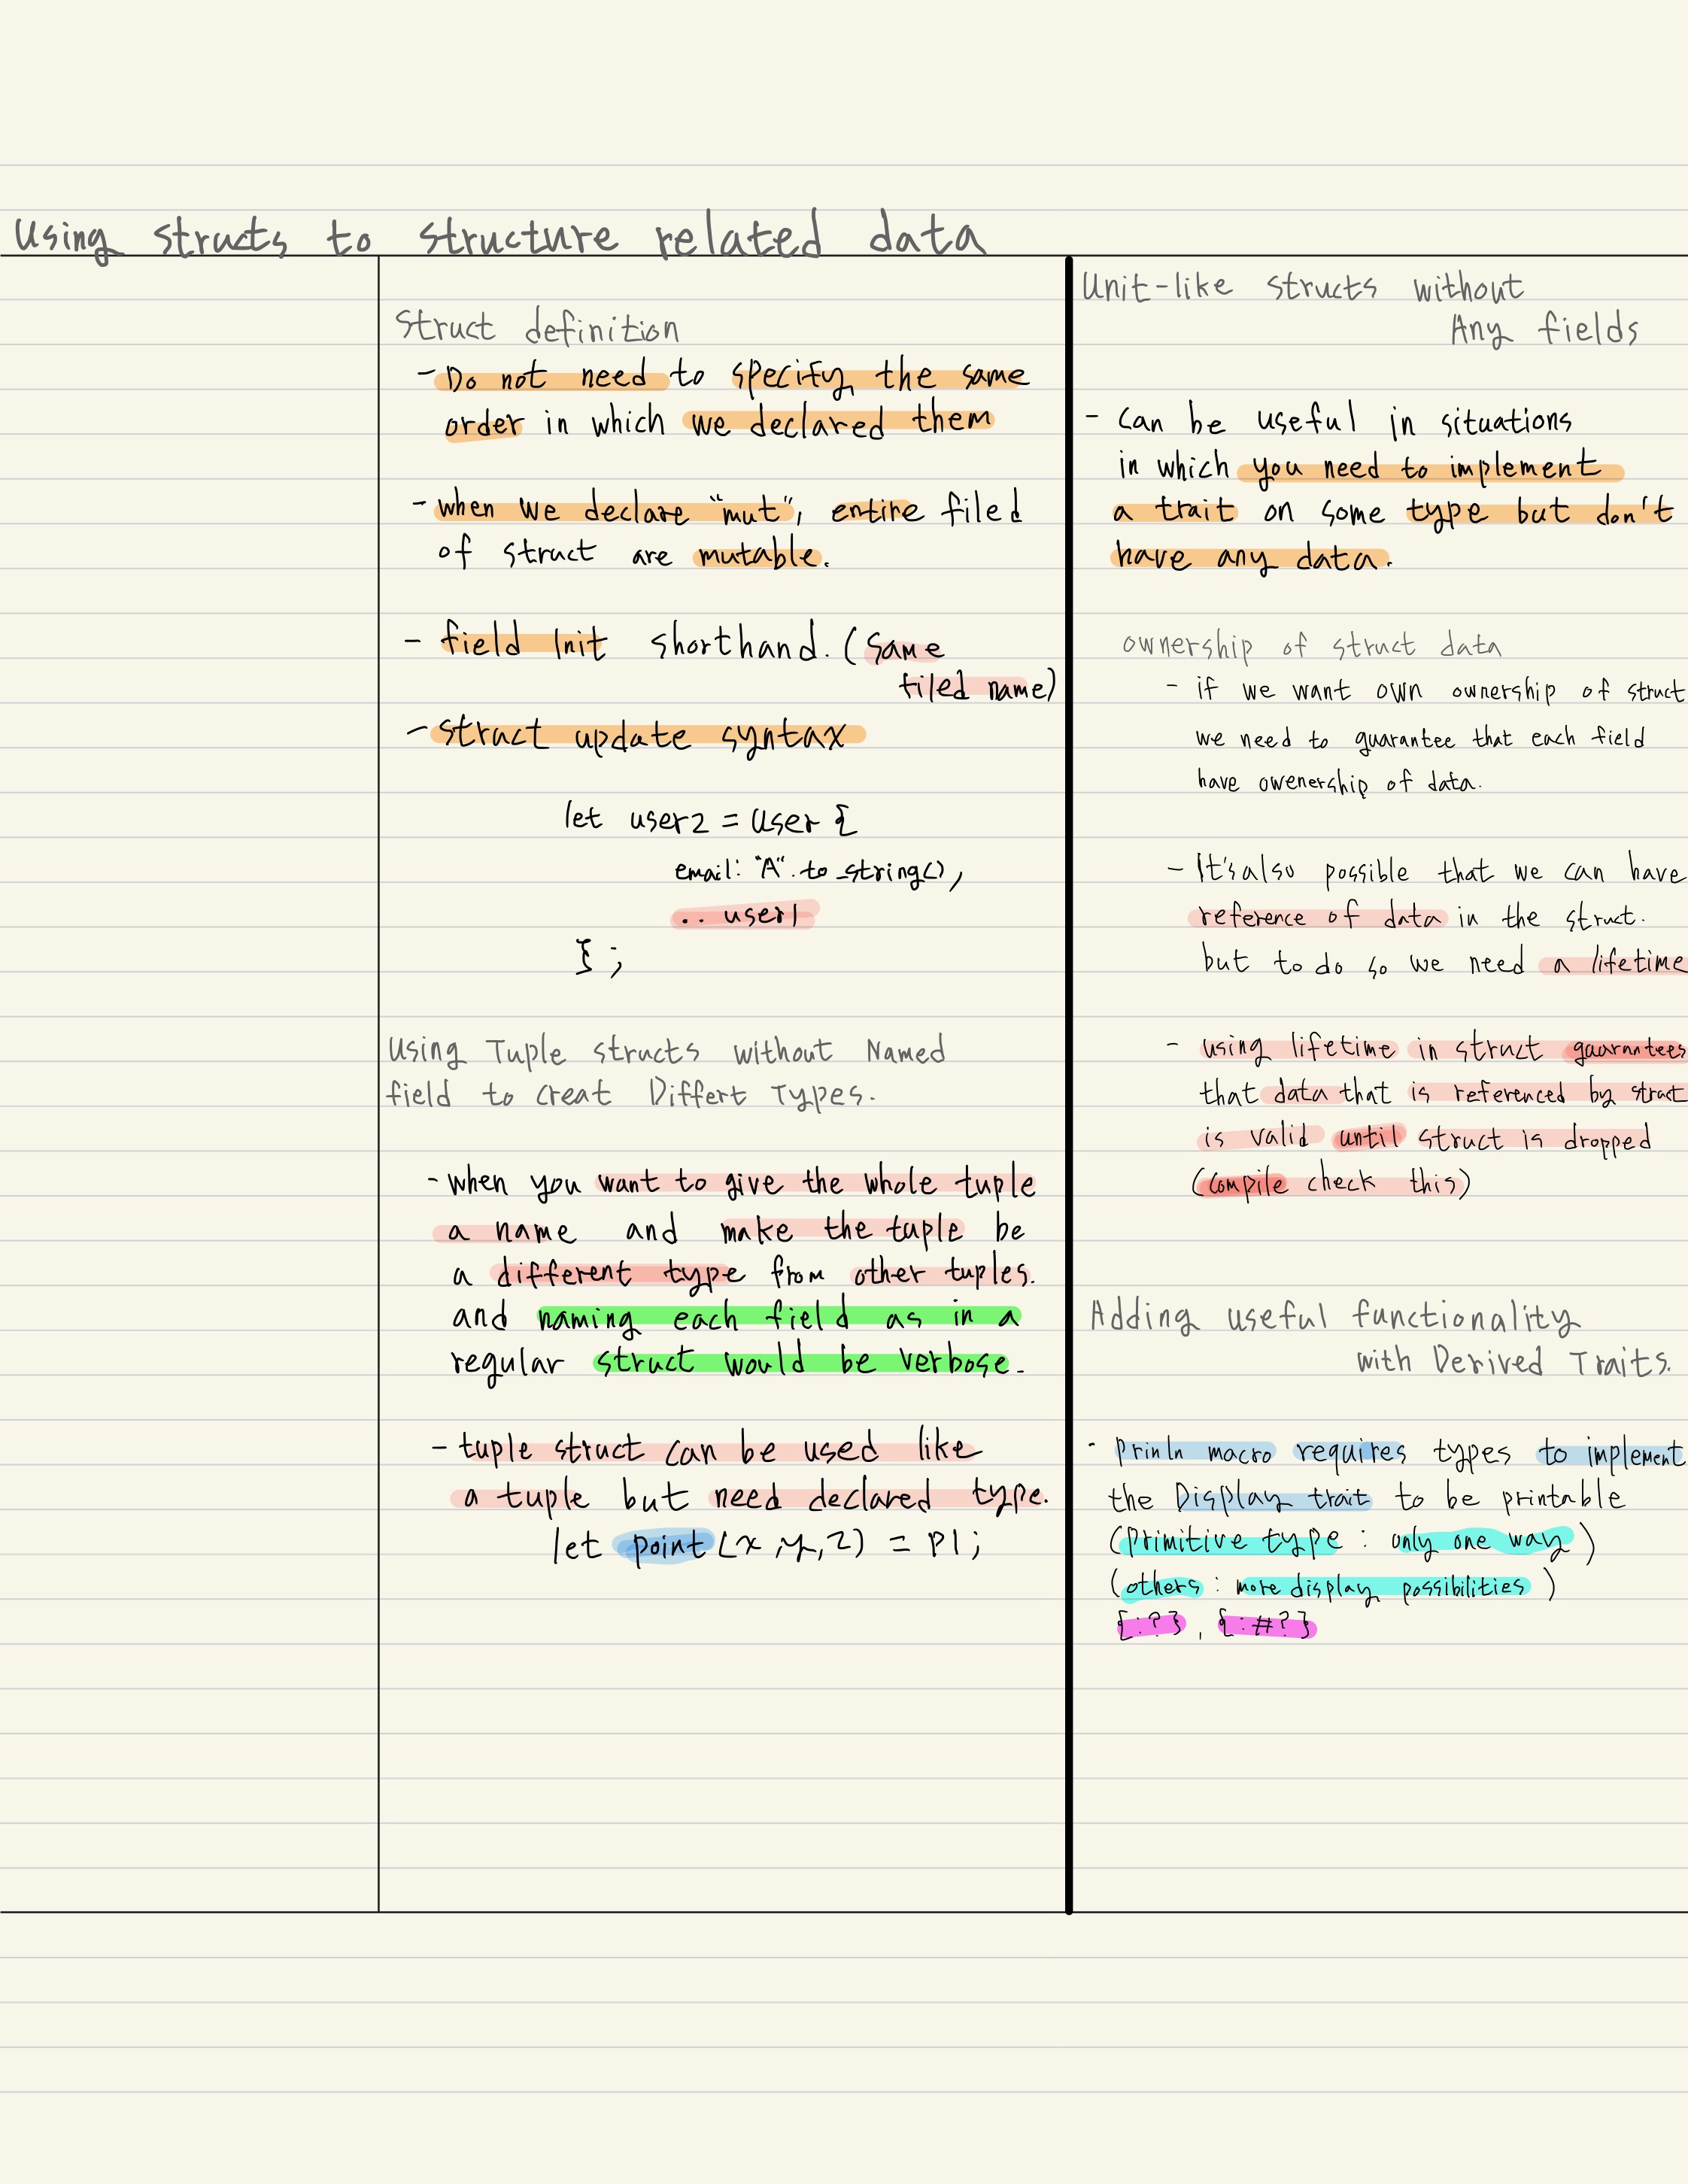 Using structs to structure related data
Struct definition
- Do not need to specify the same
order in which we declared them
- when we declare "mut", entire filed
of struct are mutable.
- field Init shorthand. (same
filed name)
- struct update syntax
let user2 = User {
email: "A".to_string(),
..user1
};
Using Tuple structs without Named
field to creat Differt Types.
- when you want to give the whole tuple
a name and make the tuple be
a different type from other tuples.
and naming each field as in a
regular struct would be verbose.
- tuple struct can be used like
a tuple but need declared type.
let point(x,y,z) = P1;
Unit-like structs without
Any fields
- can be useful in situations
in which you need to implement
a trait on some type but don't
have any data.
ownership of struct data
- if we want own ownership of struct
we need to guarantee that each field
have owenership of data.
- It's also possible that we can have
reference of data in the struct.
but to do so we need a lifetime
- using lifetime in struct gaarnntees
that data that is referenced by struct
is valid until struct is dropped
(compile check this)
Adding useful functionality
with Derived Traits.
- Prinln macro requires types to implement
the Display trait to be printable
(Primitive type : only one way)
(others : more display possibilities)
{:?}, {:#?}